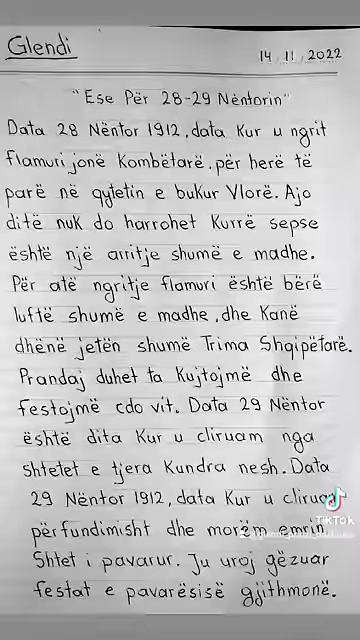 Glendi
14.11.2022
"Ese Për 28-29 Nëntorin"
Data 28 Nëntor 1912, data Kur u ngrit
flamuri jonë Kombëtarë, për herë të
parë në qytetin e bukur Vlorë. Ajo
ditë nuk do harrohet Kurrë sepse
është një arritje shumë e madhe.
Për atë ngritje flamuri është bërë
luftë shumë e madhe, dhe Kanë
dhënë jetën shumë Trima Shqipëtarë.
Prandaj duhet ta Kujtojmë dhe
festojmë cdo vit. Data 29 Nëntor
është dita Kur u cliruam nga
shtetet e tjera Kundra nesh. Data
29 Nëntor 1912, data Kur u cliruam
përfundimisht dhe morëm emrin
Shtet i pavarur. Ju uroj gëzuar
festat e pavarësisë gjithmonë.
TikTok